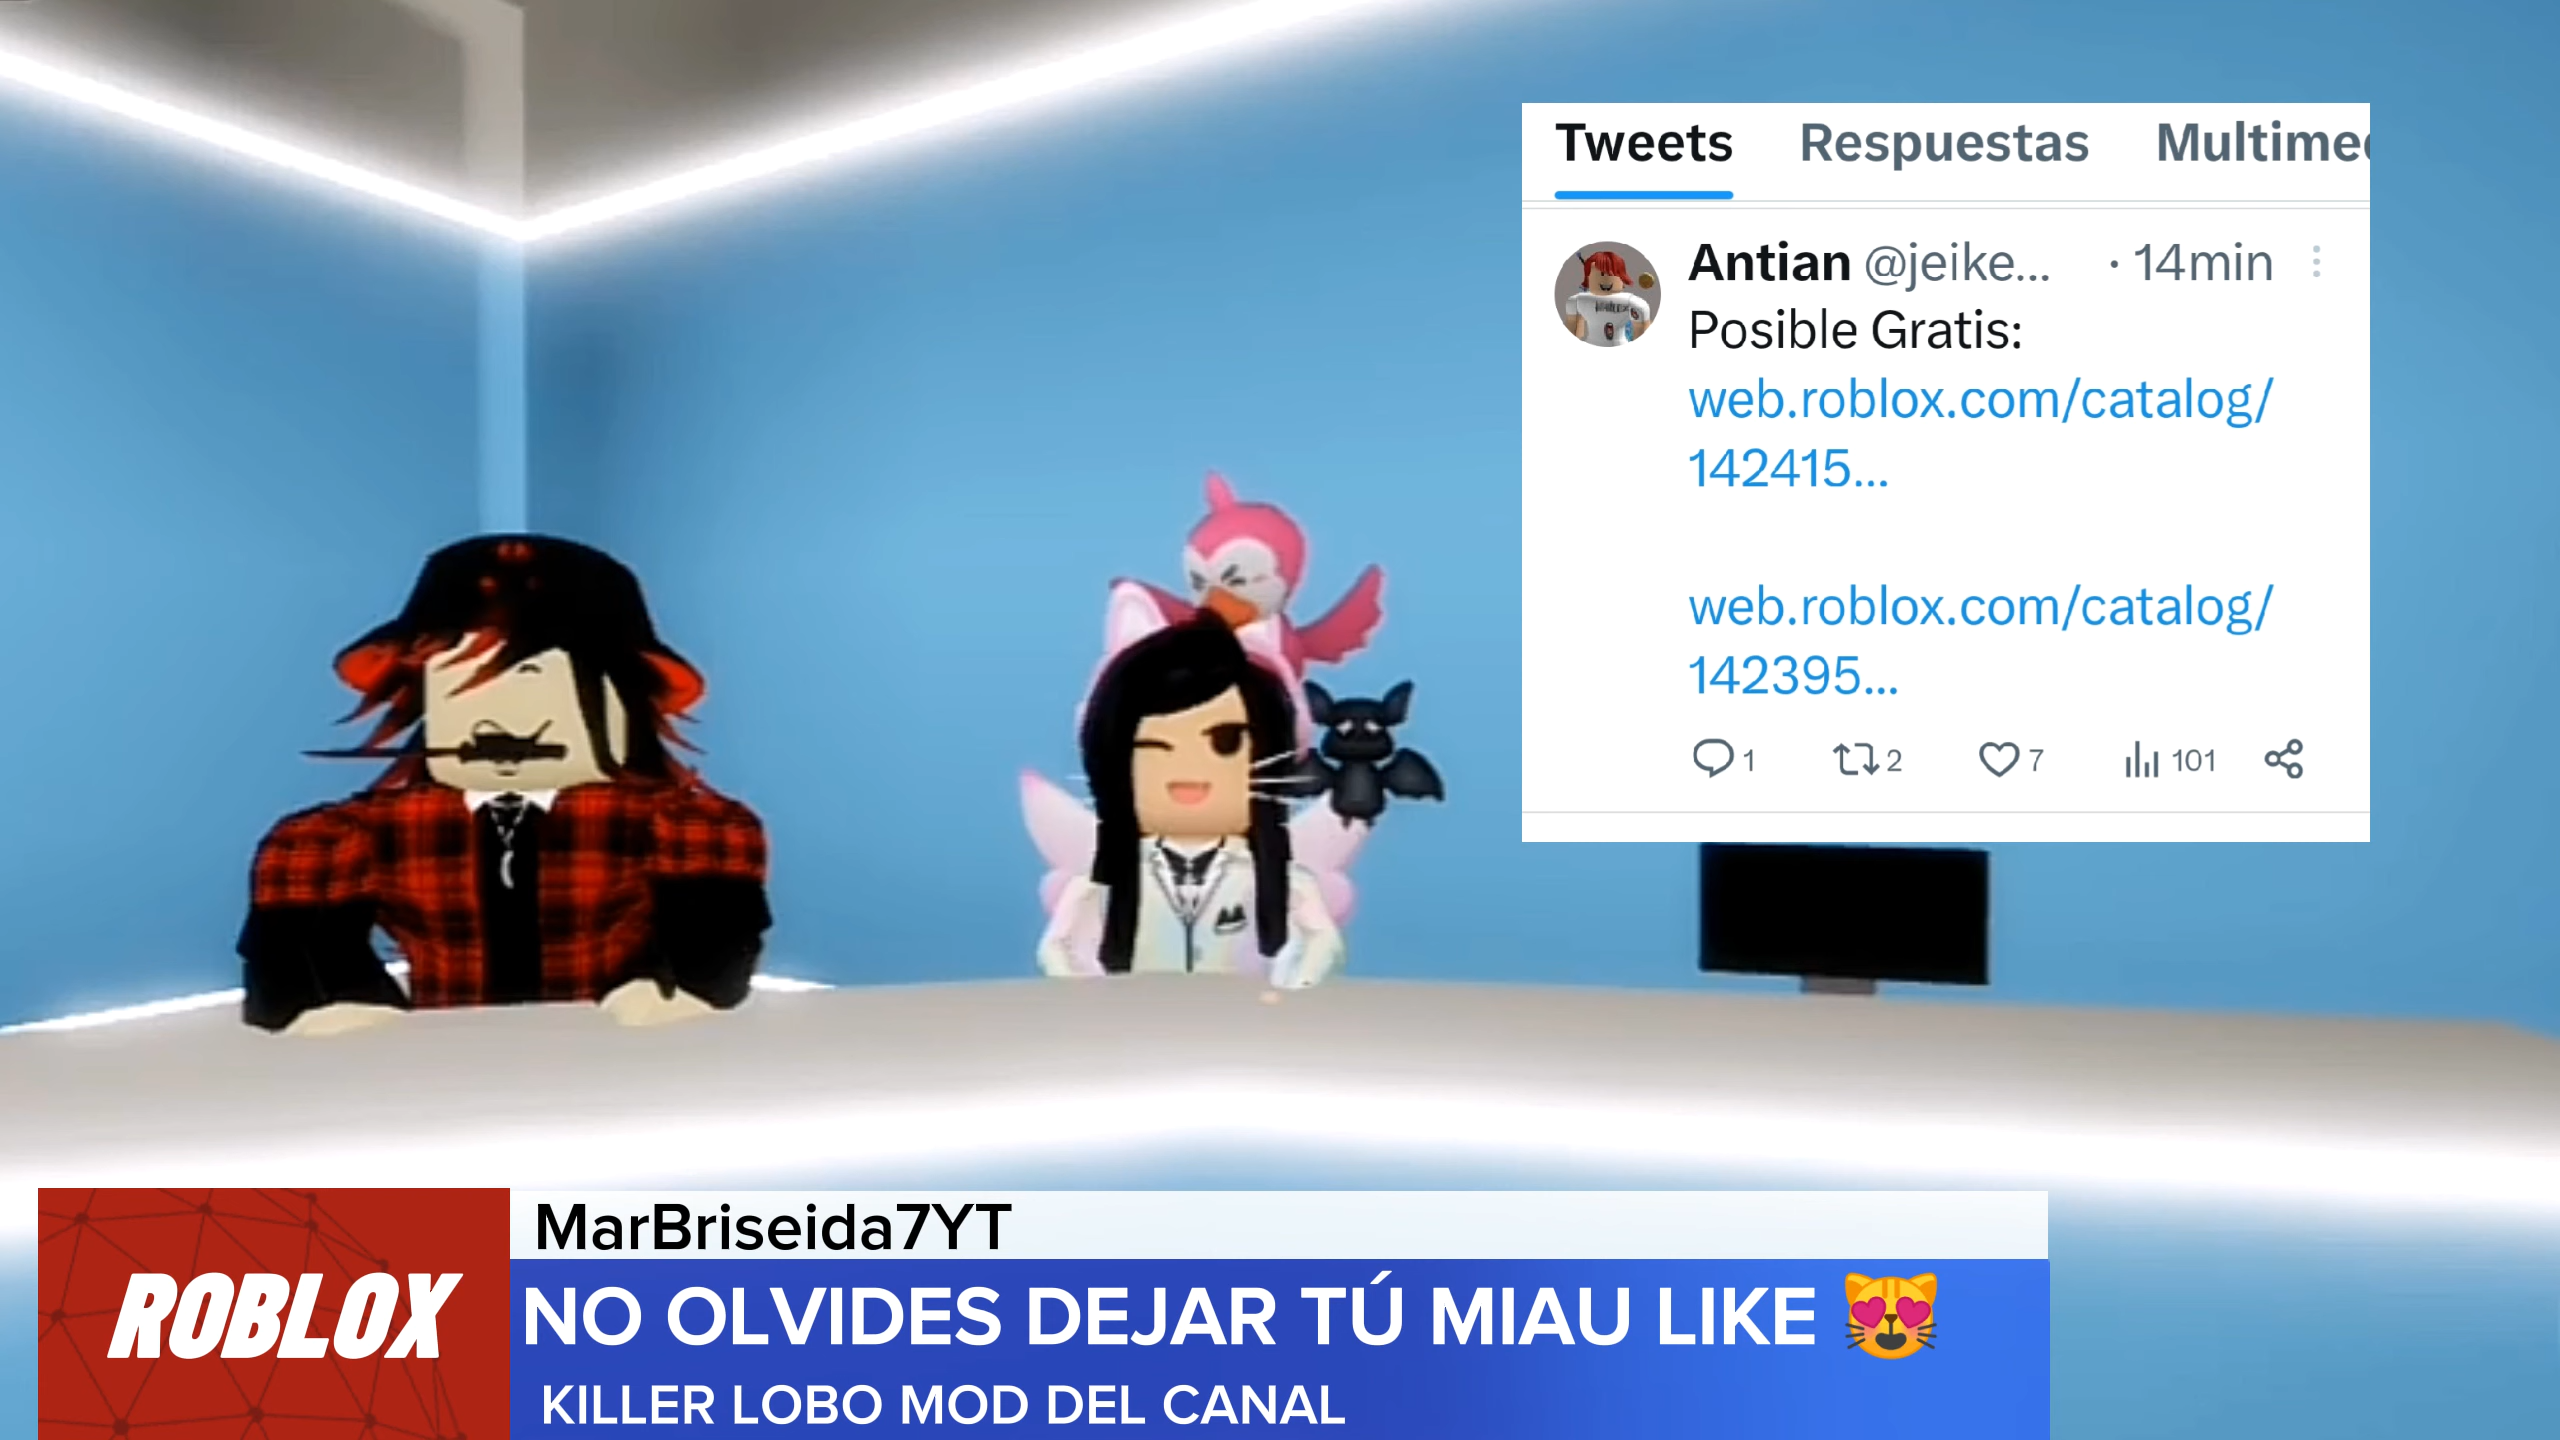 Tweets Respuestas Multime
Antian @jeike... · 14min
Posible Gratis:
web.roblox.com/catalog/
142415...
web.roblox.com/catalog/
142395...
1 2 7 101
MarBriseida7YT
ROBLOX
NO OLVIDES DEJAR TÚ MIAU LIKE 😻
KILLER LOBO MOD DEL CANAL